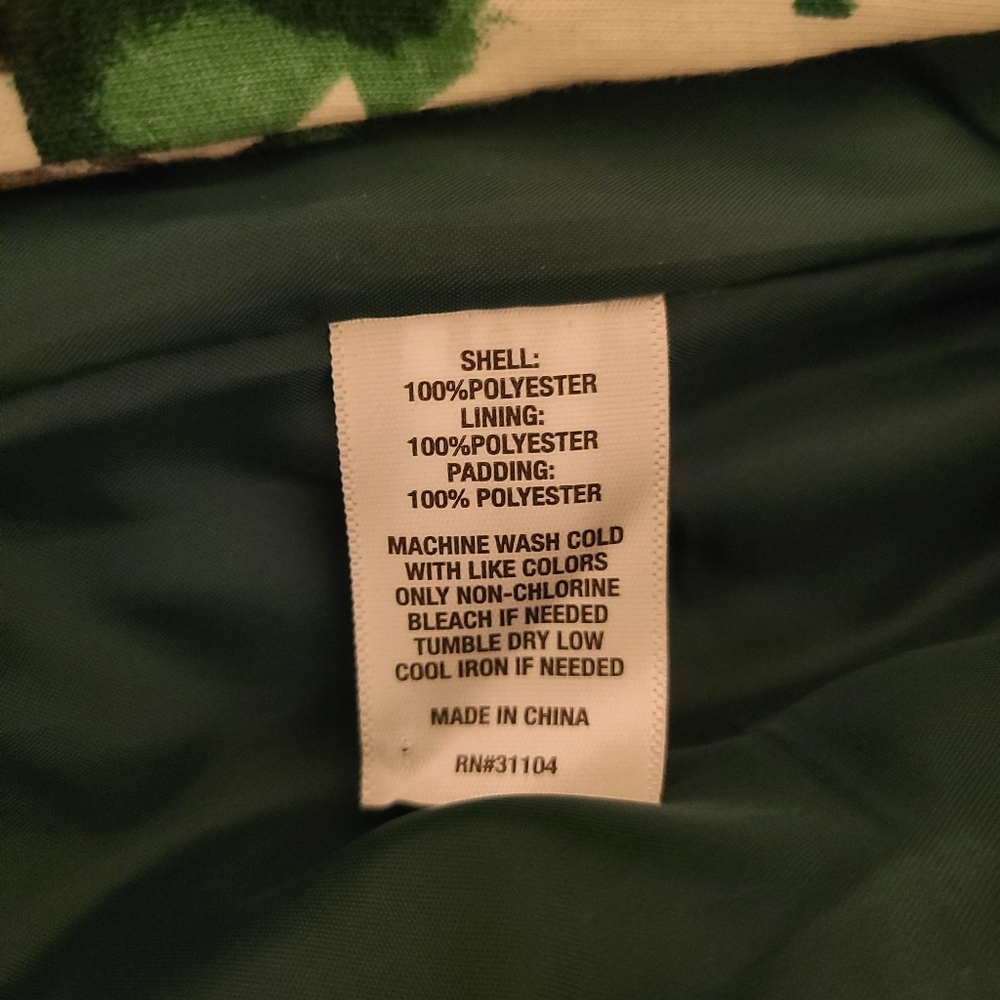 SHELL:
100%POLYESTER
LINING:
100%POLYESTER
PADDING:
100% POLYESTER
MACHINE WASH COLD
WITH LIKE COLORS
ONLY NON-CHLORINE
BLEACH IF NEEDED
TUMBLE DRY LOW
COOL IRON IF NEEDED
MADE IN CHINA
RN#31104